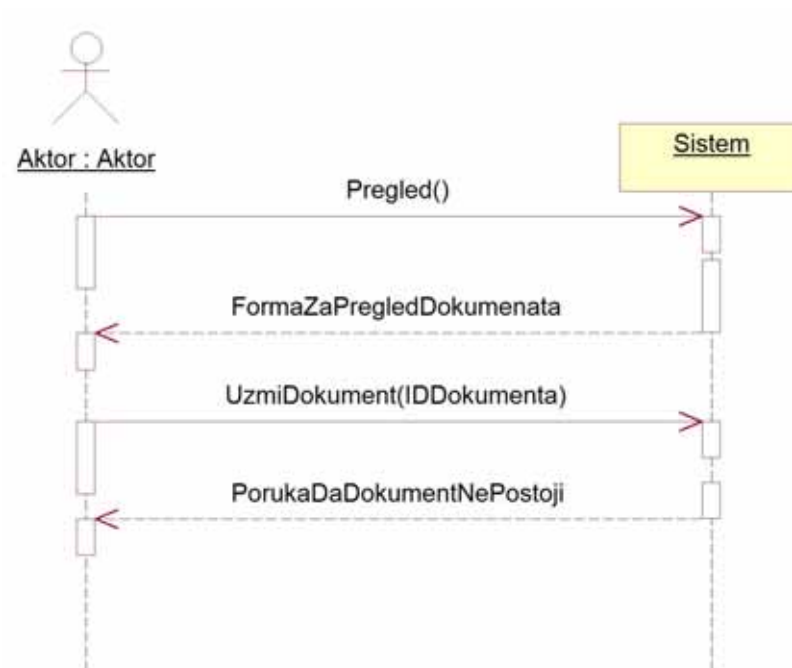 Aktor : Aktor
Sistem
Pregled()
FormaZaPregledDokumenata
UzmiDokument(IDDokumenta)
PorukaDaDokumentNePostoji